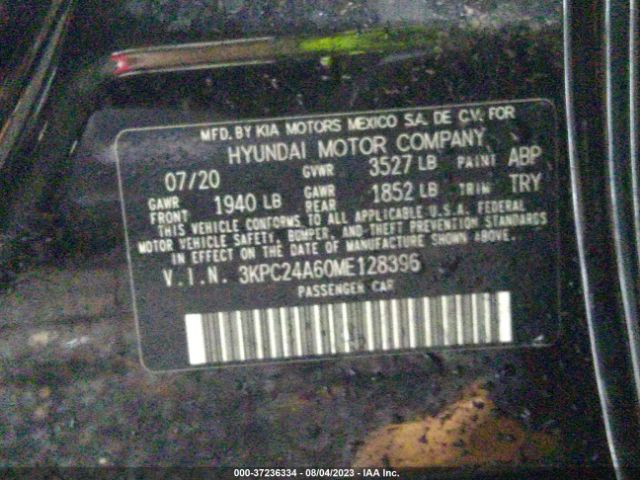 MFD. BY KIA MOTORS MEXICO S.A. DE C.V. FOR
HYUNDAI MOTOR COMPANY
07/20 GVWR 3527 LB PAINT ABP
GAWR FRONT 1940 LB GAWR REAR 1852 LB TRIM TRY
THIS VEHICLE CONFORMS TO ALL APPLICABLE U.S.A. FEDERAL
MOTOR VEHICLE SAFETY, BUMPER, AND THEFT PREVENTION STANDARDS
IN EFFECT ON THE DATE OF MANUFACTURE SHOWN ABOVE.
V.I.N. 3KPC24A60ME128396
PASSENGER CAR
000-37236334 - 08/04/2023 - IAA Inc.